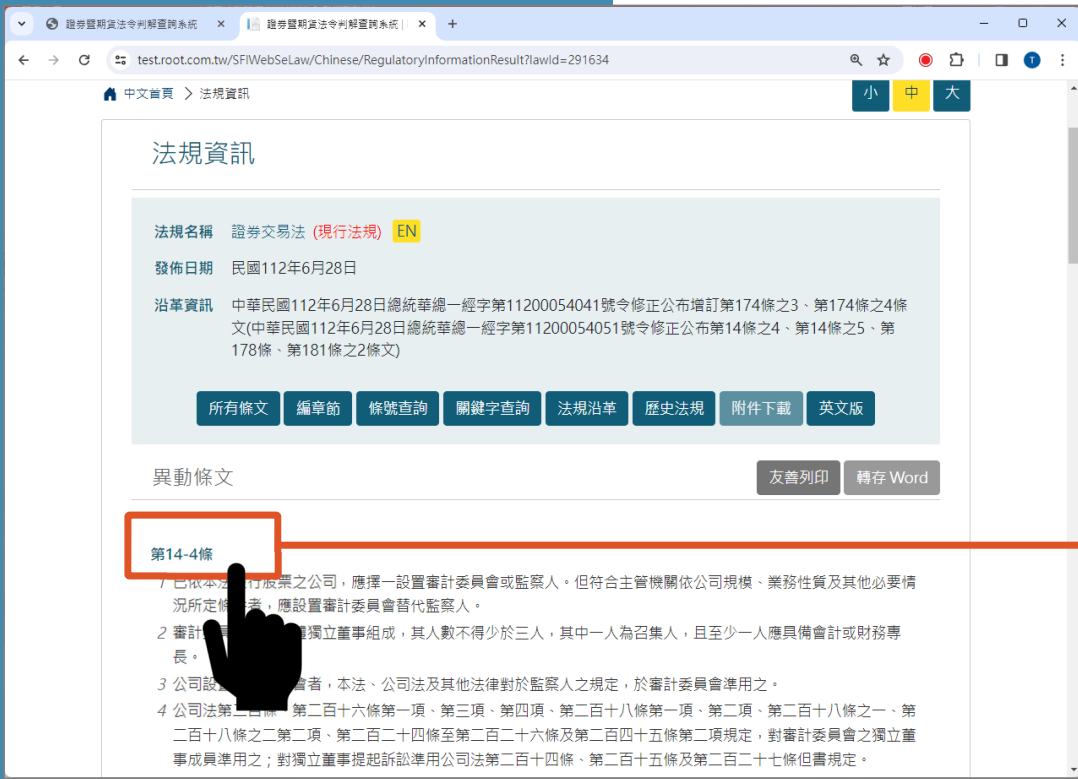 證券暨期貨法令判解查詢系統
證券暨期貨法令判解查詢系統 |
test.root.com.tw/SFIWebSeLaw/Chinese/RegulatoryInformationResult?lawId=291634
T
中文首頁 > 法規資訊
小 中 大
法規資訊
法規名稱 證券交易法 (現行法規) EN
發佈日期 民國112年6月28日
沿革資訊 中華民國112年6月28日總統華總一經字第11200054041號令修正公布增訂第174條之3、第174條之4條
文(中華民國112年6月28日總統華總一經字第11200054051號令修正公布第14條之4、第14條之5、第
178條、第181條之2條文)
所有條文 編章節 條號查詢 關鍵字查詢 法規沿革 歷史法規 附件下載 英文版
異動條文 友善列印 轉存 Word
第14-4條
1 已依本法 行股票之公司，應擇一設置審計委員會或監察人。但符合主管機關依公司規模、業務性質及其他必要情
況所定條 者，應設置審計委員會替代監察人。
2 審計 獨立董事組成，其人數不得少於三人，其中一人為召集人，且至少一人應具備會計或財務專
長。
3 公司設 會者，本法、公司法及其他法律對於監察人之規定，於審計委員會準用之。
4 公司法第二百條、第二百十六條第一項、第三項、第四項、第二百十八條第一項、第二項、第二百十八條之一、第
二百十八條之二第二項、第二百二十四條至第二百二十六條及第二百四十五條第二項規定，對審計委員會之獨立董
事成員準用之；對獨立董事提起訴訟準用公司法第二百十四條、第二百十五條及第二百二十七條但書規定。